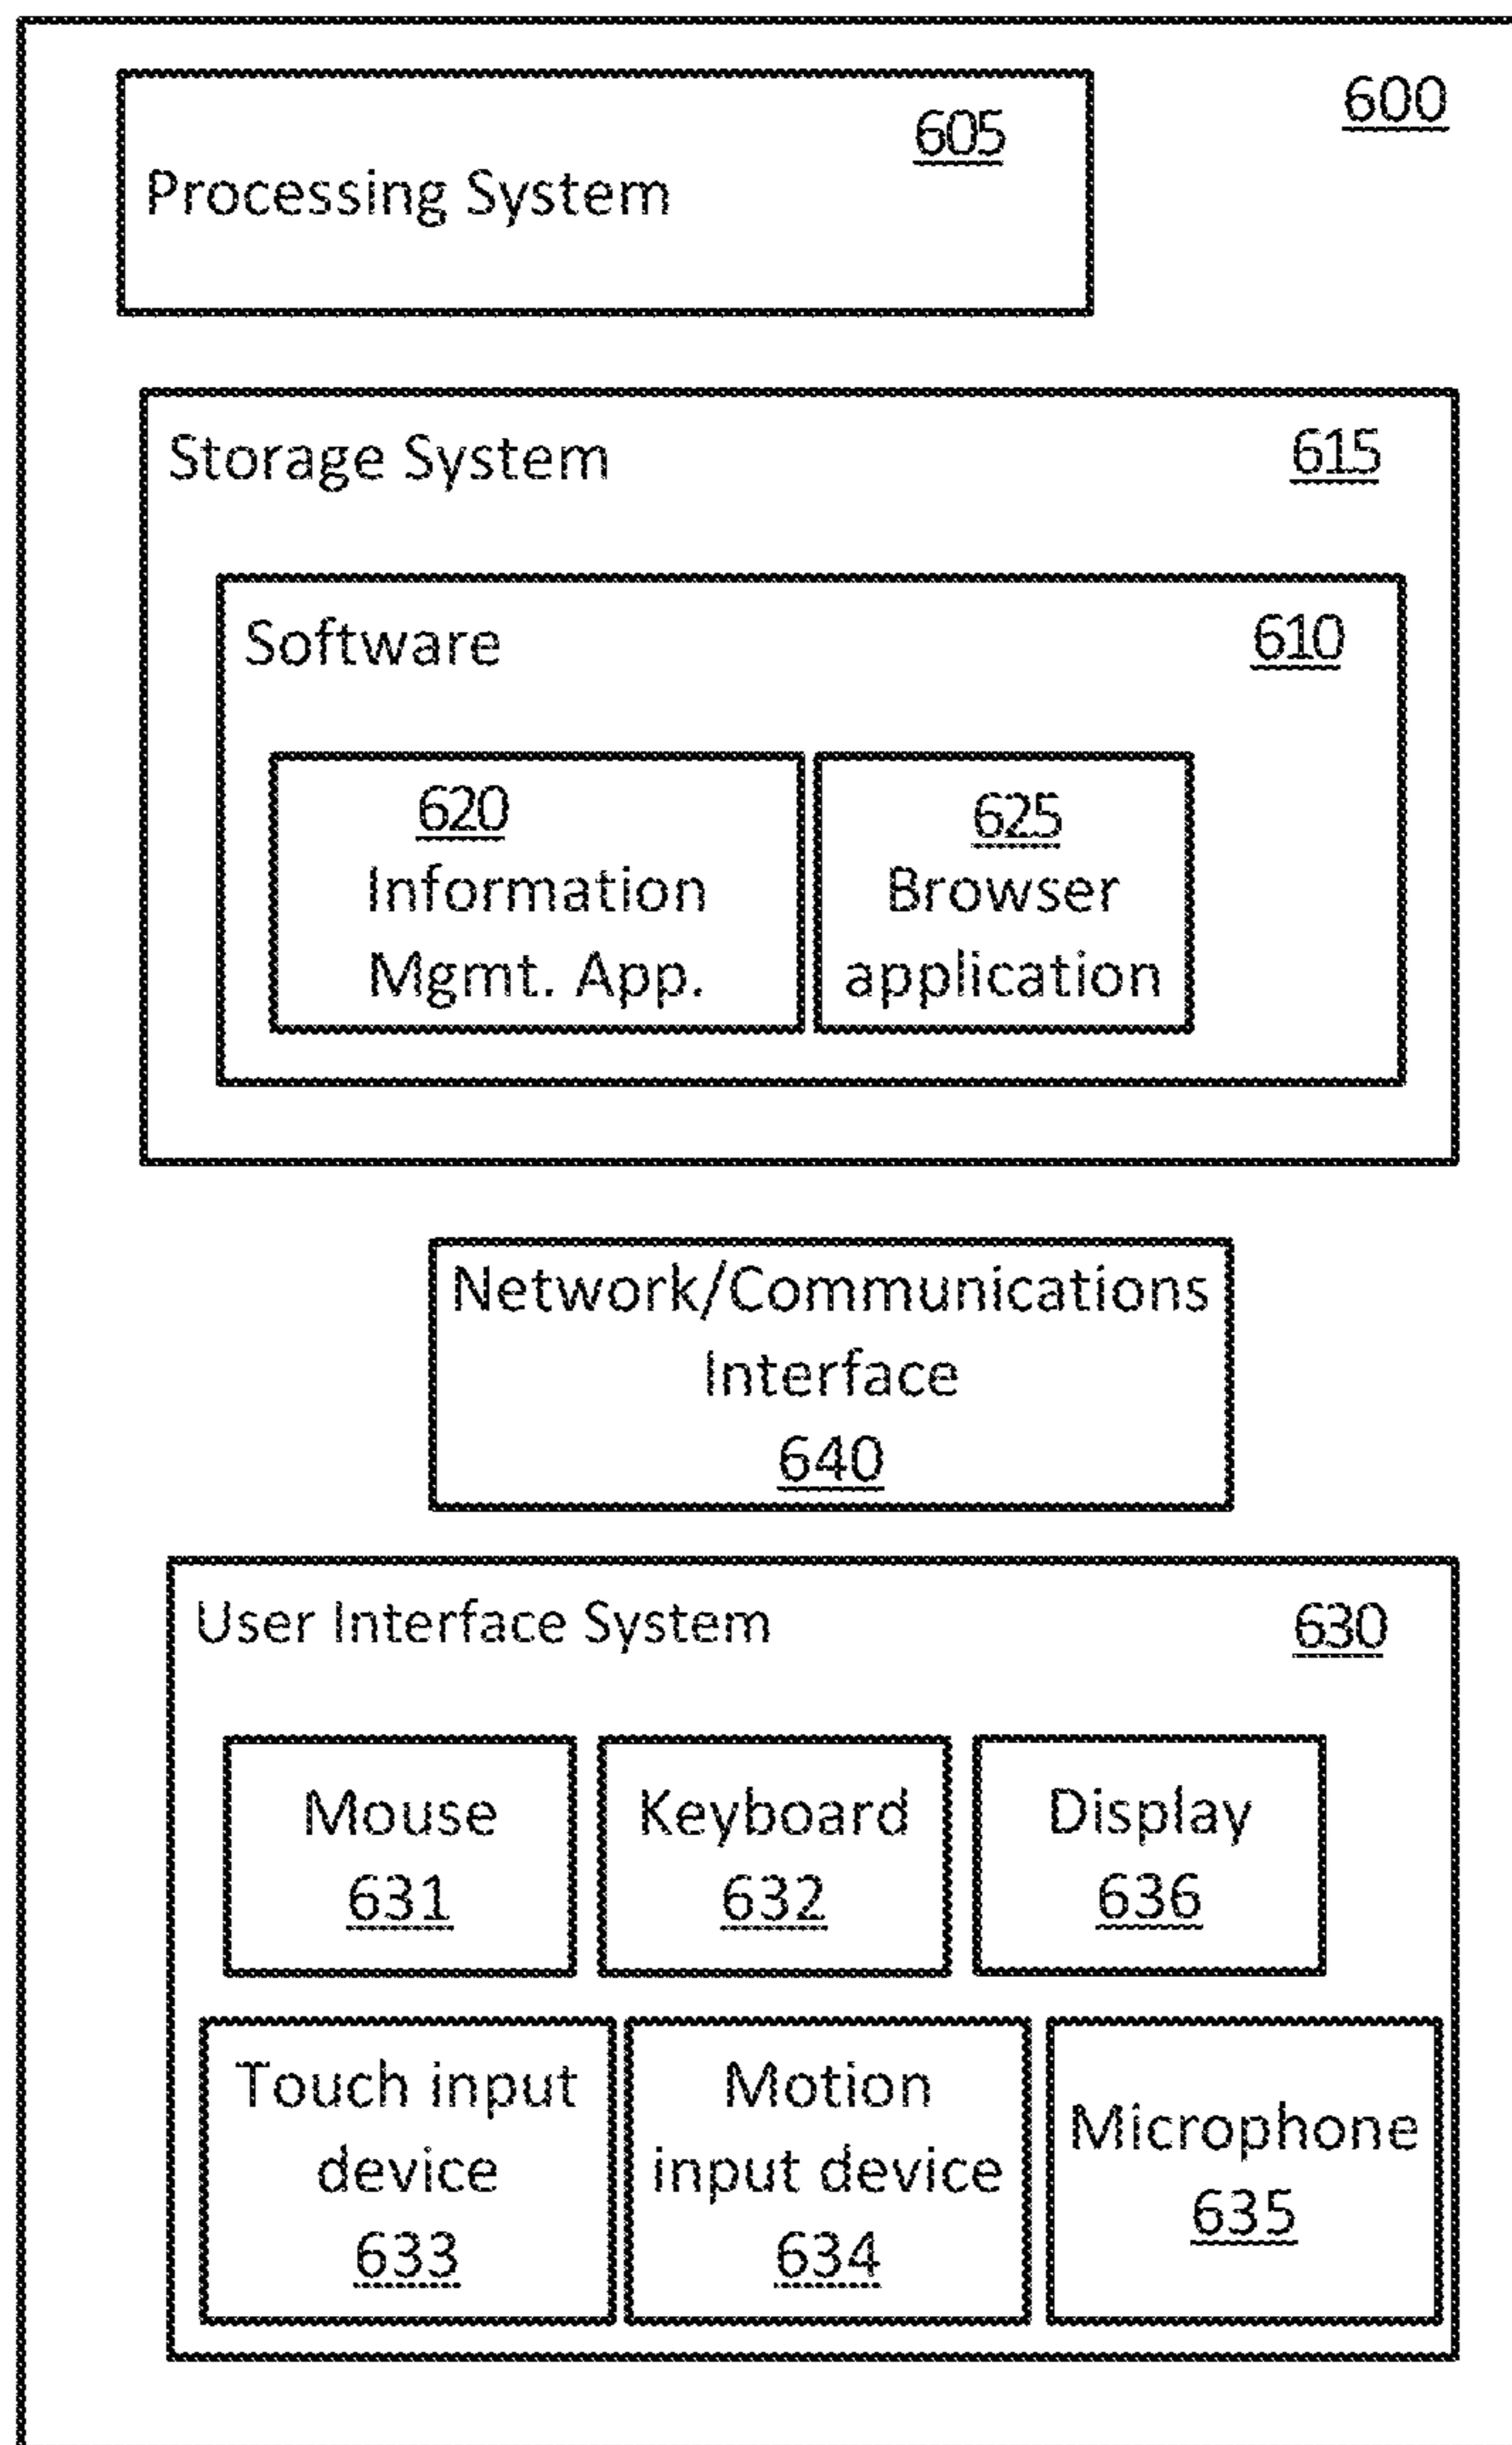 600
605
Processing System
Storage System 615
Software 610
620
Information
Mgmt. App.
625
Browser
application
Network/Communications
Interface
640
User Interface System 630
Mouse
631
Keyboard
632
Display
636
Touch input
device
633
Motion
input device
634
Microphone
635